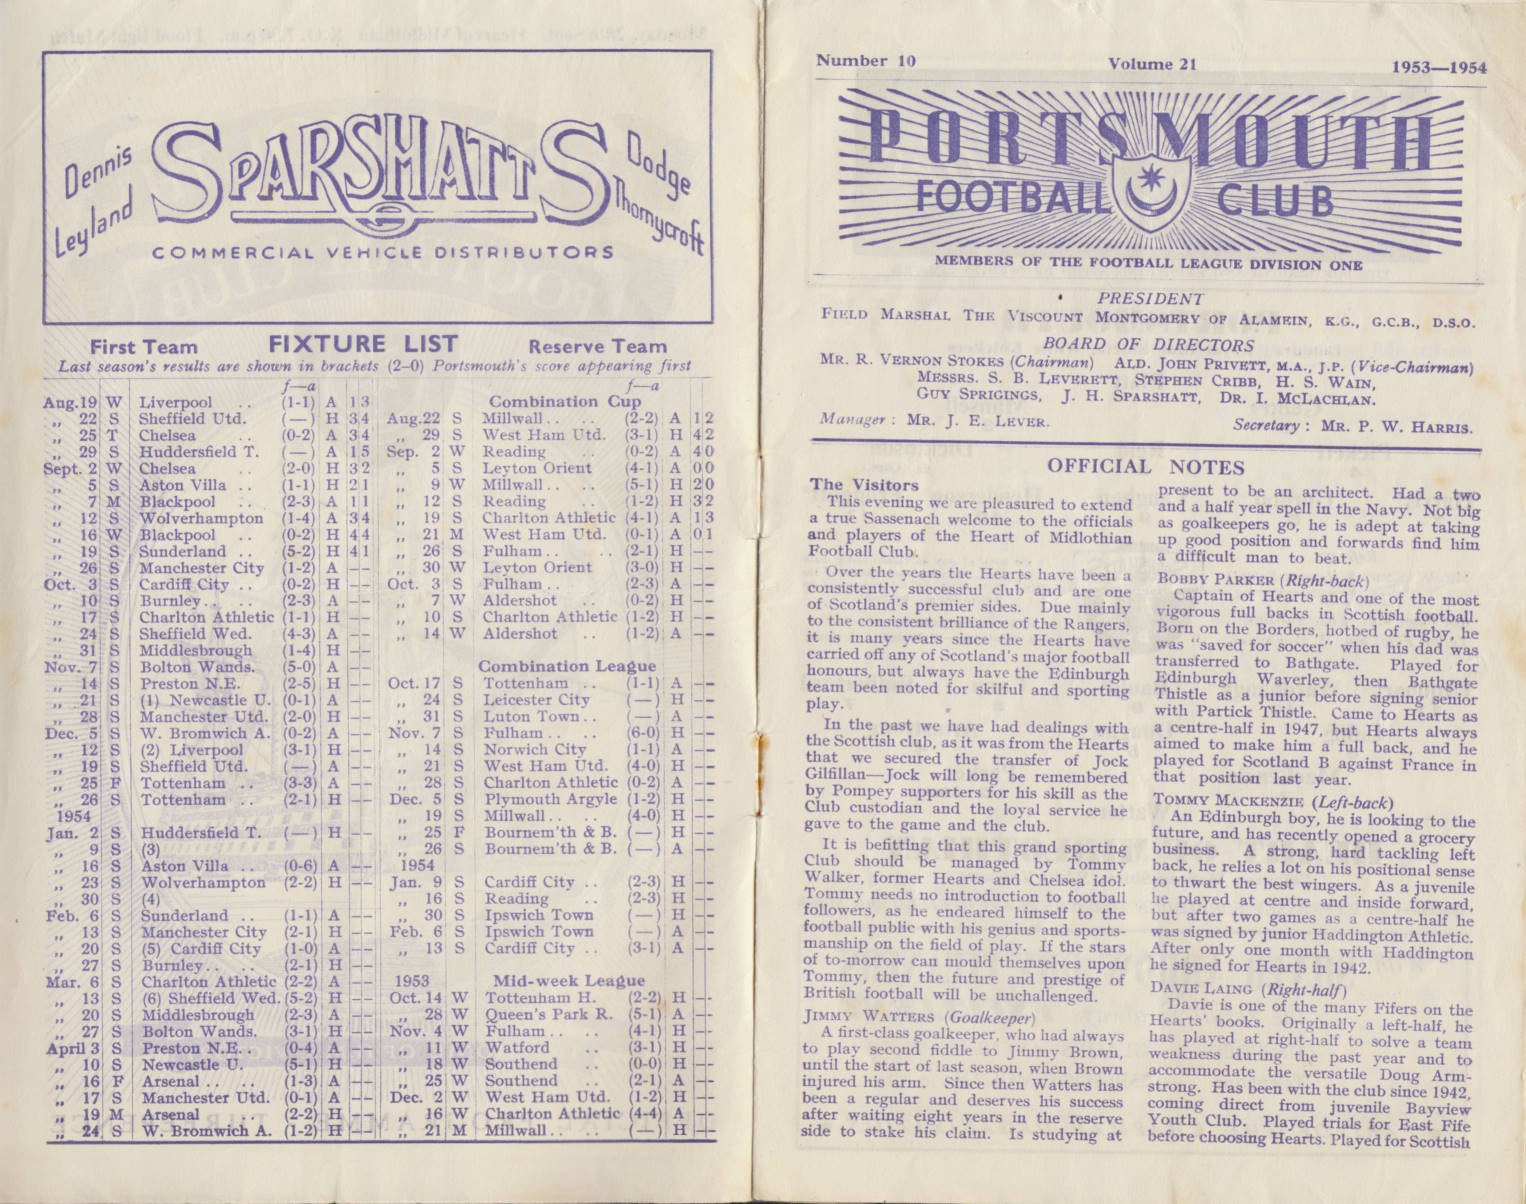 Dennis
Leyland
SPARSHATTS
Dodge
Thornycroft
COMMERCIAL VEHICLE DISTRIBUTORS
First Team FIXTURE LIST Reserve Team
Last season's results are shown in brackets (2-0) Portsmouth's score appearing first
f—a
Aug.19 W Liverpool .. (1-1) A 1 3
,, 22 S Sheffield Utd. (—) H 3 4
,, 25 T Chelsea .. (0-2) A 3 4
,, 29 S Huddersfield T. (—) A 1 5
Sept. 2 W Chelsea .. (2-0) H 3 2
,, 5 S Aston Villa .. (1-1) H 2 1
,, 7 M Blackpool .. (2-3) A 1 1
,, 12 S Wolverhampton (1-4) A 3 4
,, 16 W Blackpool .. (0-2) H 4 4
,, 19 S Sunderland .. (5-2) H 4 1
,, 26 S Manchester City (1-2) A — —
Oct. 3 S Cardiff City .. (0-2) H — —
,, 10 S Burnley.. .. (2-3) A — —
,, 17 S Charlton Athletic (1-1) H — —
,, 24 S Sheffield Wed. (4-3) A — —
,, 31 S Middlesbrough (1-4) H — —
Nov. 7 S Bolton Wands. (5-0) A — —
,, 14 S Preston N.E. (2-5) H — —
,, 21 S (1) Newcastle U. (0-1) A — —
,, 28 S Manchester Utd. (2-0) H — —
Dec. 5 S W. Bromwich A. (0-2) A — —
,, 12 S (2) Liverpool (3-1) H — —
,, 19 S Sheffield Utd. (—) A — —
,, 25 F Tottenham .. (3-3) A — —
,, 26 S Tottenham .. (2-1) H — —
1954
Jan. 2 S Huddersfield T. (—) H — —
,, 9 S (3)
,, 16 S Aston Villa .. (0-6) A — —
,, 23 S Wolverhampton (2-2) H — —
,, 30 S (4)
Feb. 6 S Sunderland .. (1-1) A — —
,, 13 S Manchester City (2-1) H — —
,, 20 S (5) Cardiff City (1-0) A — —
,, 27 S Burnley.. .. (2-1) H — —
Mar. 6 S Charlton Athletic (2-2) A — —
,, 13 S (6) Sheffield Wed. (5-2) H — —
,, 20 S Middlesbrough (2-3) A — —
,, 27 S Bolton Wands. (3-1) H — —
April 3 S Preston N.E.. (0-4) A — —
,, 10 S Newcastle U. (5-1) H — —
,, 16 F Arsenal .. .. (1-3) A — —
,, 17 S Manchester Utd. (0-1) A — —
,, 19 M Arsenal .. (2-2) H — —
,, 24 S W. Bromwich A. (1-2) H — —
f—a
Combination Cup
Aug.22 S Millwall.. .. (2-2) A 1 2
,, 29 S West Ham Utd. (3-1) H 4 2
Sep. 2 W Reading .. (0-2) A 4 0
,, 5 S Leyton Orient (4-1) A 0 0
,, 9 W Millwall.. .. (5-1) H 2 0
,, 12 S Reading .. (1-2) H 3 2
,, 19 S Charlton Athletic (4-1) A 1 3
,, 21 M West Ham Utd. (0-1) A 0 1
,, 26 S Fulham.. .. (2-1) H — —
,, 30 W Leyton Orient (3-0) H — —
Oct. 3 S Fulham .. (2-3) A — —
,, 7 W Aldershot .. (0-2) H — —
,, 10 S Charlton Athletic (1-2) H — —
,, 14 W Aldershot .. (1-2) A — —
Combination League
Oct. 17 S Tottenham .. (1-1) A — —
,, 24 S Leicester City (—) H — —
,, 31 S Luton Town.. (—) A — —
Nov. 7 S Fulham.. .. (6-0) H — —
,, 14 S Norwich City (1-1) A — —
,, 21 S West Ham Utd. (4-0) H — —
,, 28 S Charlton Athletic (0-2) A — —
Dec. 5 S Plymouth Argyle (1-2) H — —
,, 19 S Millwall.. .. (4-0) H — —
,, 25 F Bournem'th & B. (—) H — —
,, 26 S Bournem'th & B. (—) A — —
1954
Jan. 9 S Cardiff City .. (2-3) H — —
,, 16 S Reading .. (2-3) H — —
,, 30 S Ipswich Town (—) H — —
Feb. 6 S Ipswich Town (—) A — —
,, 13 S Cardiff City .. (3-1) A — —
1953 Mid-week League
Oct. 14 W Tottenham H. (2-2) H — —
,, 28 W Queen's Park R. (5-1) A — —
Nov. 4 W Fulham.. .. (4-1) H — —
,, 11 W Watford .. (3-1) H — —
,, 18 W Southend .. (0-0) H — —
,, 25 W Southend .. (2-1) A — —
Dec. 2 W West Ham Utd. (1-2) H — —
,, 16 W Charlton Athletic (4-4) A — —
,, 21 M Millwall.. .. (—) H — —
Number 10 Volume 21 1953—1954
PORTSMOUTH
FOOTBALL CLUB
MEMBERS OF THE FOOTBALL LEAGUE DIVISION ONE
PRESIDENT
FIELD MARSHAL THE VISCOUNT MONTGOMERY OF ALAMEIN, K.G., G.C.B., D.S.O.
BOARD OF DIRECTORS
MR. R. VERNON STOKES (Chairman) ALD. JOHN PRIVETT, M.A., J.P. (Vice-Chairman)
MESSRS. S. B. LEVERETT, STEPHEN CRIBB, H. S. WAIN,
GUY SPRIGINGS, J. H. SPARSHATT, DR. I. MCLACHLAN.
Manager : MR. J. E. LEVER. Secretary : MR. P. W. HARRIS.
OFFICIAL NOTES
The Visitors
This evening we are pleasured to extend
a true Sassenach welcome to the officials
and players of the Heart of Midlothian
Football Club.
Over the years the Hearts have been a
consistently successful club and are one
of Scotland's premier sides. Due mainly
to the consistent brilliance of the Rangers,
it is many years since the Hearts have
carried off any of Scotland's major football
honours, but always have the Edinburgh
team been noted for skilful and sporting
play.
In the past we have had dealings with
the Scottish club, as it was from the Hearts
that we secured the transfer of Jock
Gilfillan—Jock will long be remembered
by Pompey supporters for his skill as the
Club custodian and the loyal service he
gave to the game and the club.
It is befitting that this grand sporting
Club should be managed by Tommy
Walker, former Hearts and Chelsea idol.
Tommy needs no introduction to football
followers, as he endeared himself to the
football public with his genius and sports-
manship on the field of play. If the stars
of to-morrow can mould themselves upon
Tommy, then the future and prestige of
British football will be unchallenged.
JIMMY WATTERS (Goalkeeper)
A first-class goalkeeper, who had always
to play second fiddle to Jimmy Brown,
until the start of last season, when Brown
injured his arm. Since then Watters has
been a regular and deserves his success
after waiting eight years in the reserve
side to stake his claim. Is studying at
present to be an architect. Had a two
and a half year spell in the Navy. Not big
as goalkeepers go, he is adept at taking
up good position and forwards find him
a difficult man to beat.
BOBBY PARKER (Right-back)
Captain of Hearts and one of the most
vigorous full backs in Scottish football.
Born on the Borders, hotbed of rugby, he
was "saved for soccer" when his dad was
transferred to Bathgate. Played for
Edinburgh Waverley, then Bathgate
Thistle as a junior before signing senior
with Partick Thistle. Came to Hearts as
a centre-half in 1947, but Hearts always
aimed to make him a full back, and he
played for Scotland B against France in
that position last year.
TOMMY MACKENZIE (Left-back)
An Edinburgh boy, he is looking to the
future, and has recently opened a grocery
business. A strong, hard tackling left
back, he relies a lot on his positional sense
to thwart the best wingers. As a juvenile
he played at centre and inside forward,
but after two games as a centre-half he
was signed by junior Haddington Athletic.
After only one month with Haddington
he signed for Hearts in 1942.
DAVIE LAING (Right-half)
Davie is one of the many Fifers on the
Hearts' books. Originally a left-half, he
has played at right-half to solve a team
weakness during the past year and to
accommodate the versatile Doug Arm-
strong. Has been with the club since 1942,
coming direct from juvenile Bayview
Youth Club. Played trials for East Fife
before choosing Hearts. Played for Scottish